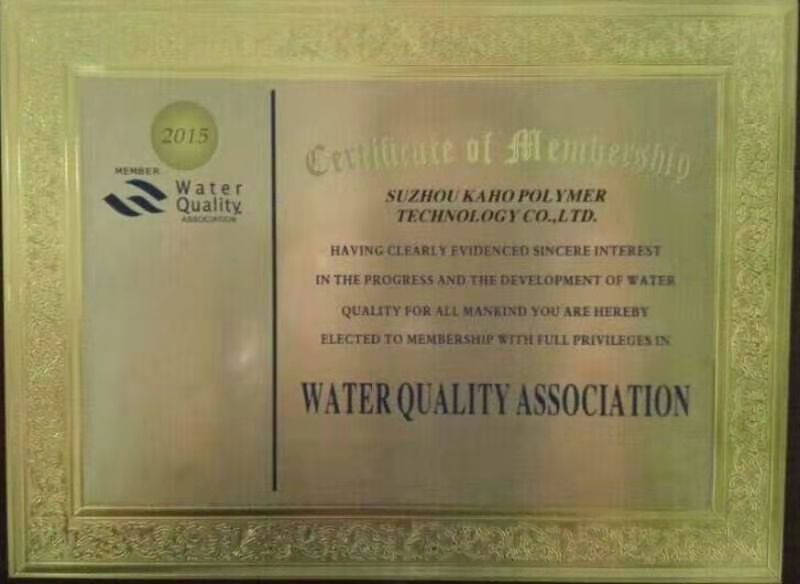 2015
MEMBER
Water
Quality
ASSOCIATION
Certificate of Membership
SUZHOU KAHO POLYMER
TECHNOLOGY CO.,LTD.
HAVING CLEARLY EVIDENCED SINCERE INTEREST
IN THE PROGRESS AND THE DEVELOPMENT OF WATER
QUALITY FOR ALL MANKIND YOU ARE HEREBY
ELECTED TO MEMBERSHIP WITH FULL PRIVILEGES IN
WATER QUALITY ASSOCIATION